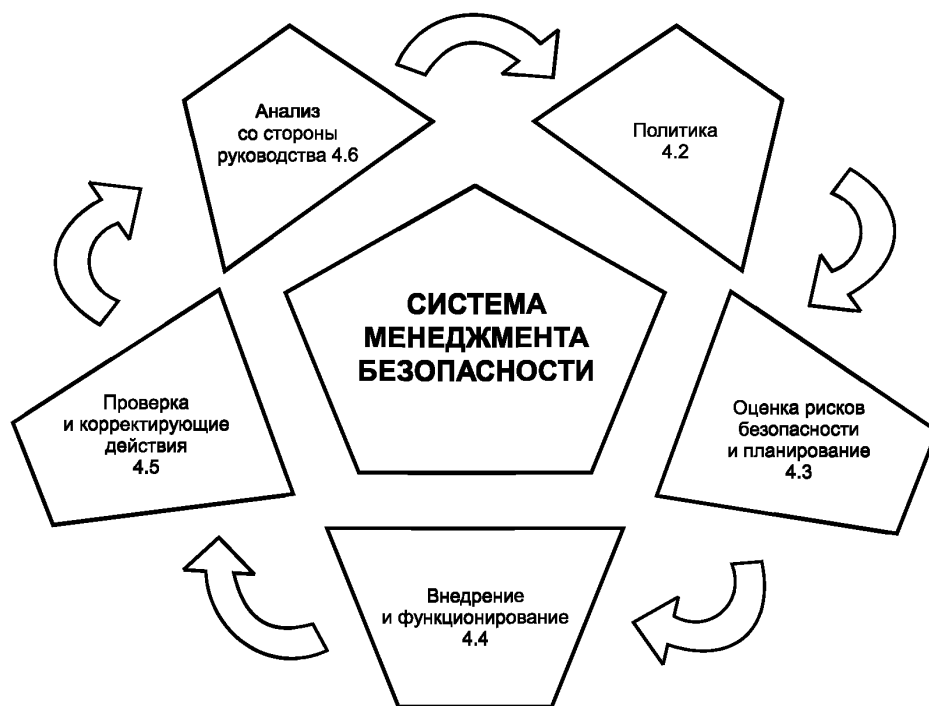 Анализ
со стороны
руководства 4.6
Политика
4.2
СИСТЕМА
МЕНЕДЖМЕНТА
БЕЗОПАСНОСТИ
Проверка
и корректирующие
действия
4.5
Оценка рисков
безопасности
и планирование
4.3
Внедрение
и функционирование
4.4